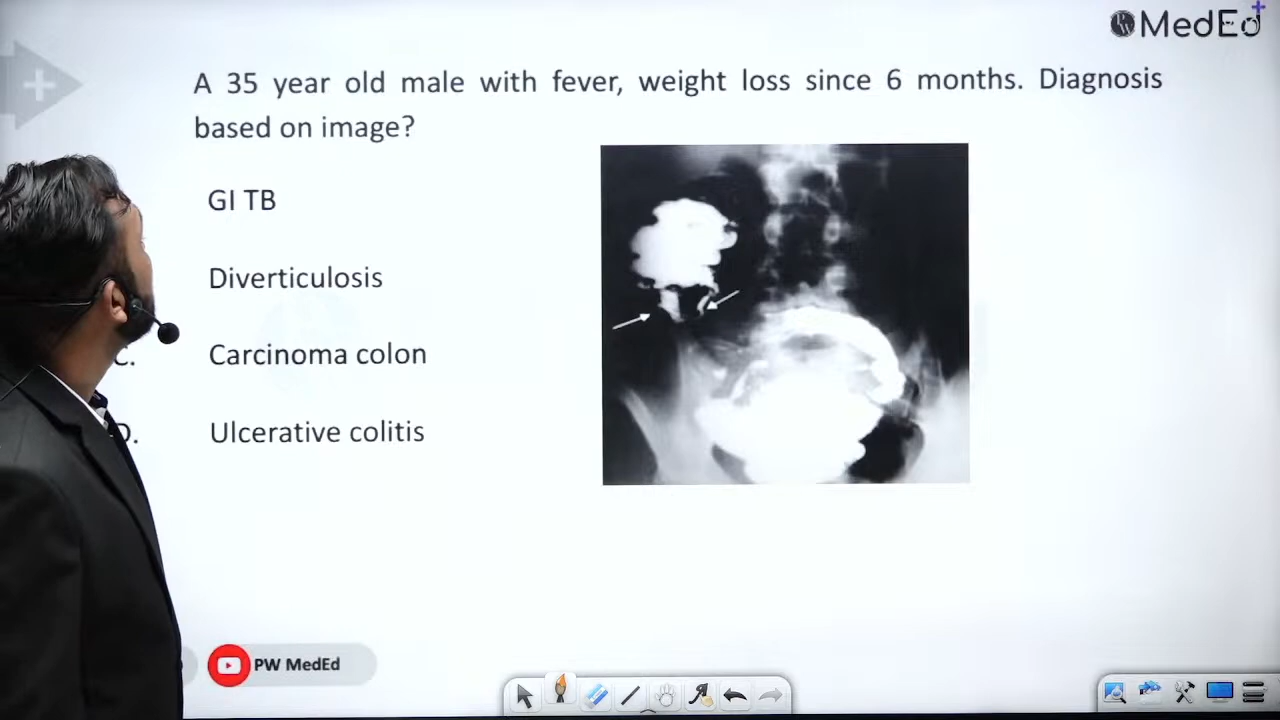 MedEd
A 35 year old male with fever, weight loss since 6 months. Diagnosis
based on image?
GI TB
Diverticulosis
C. Carcinoma colon
D. Ulcerative colitis
PW MedEd